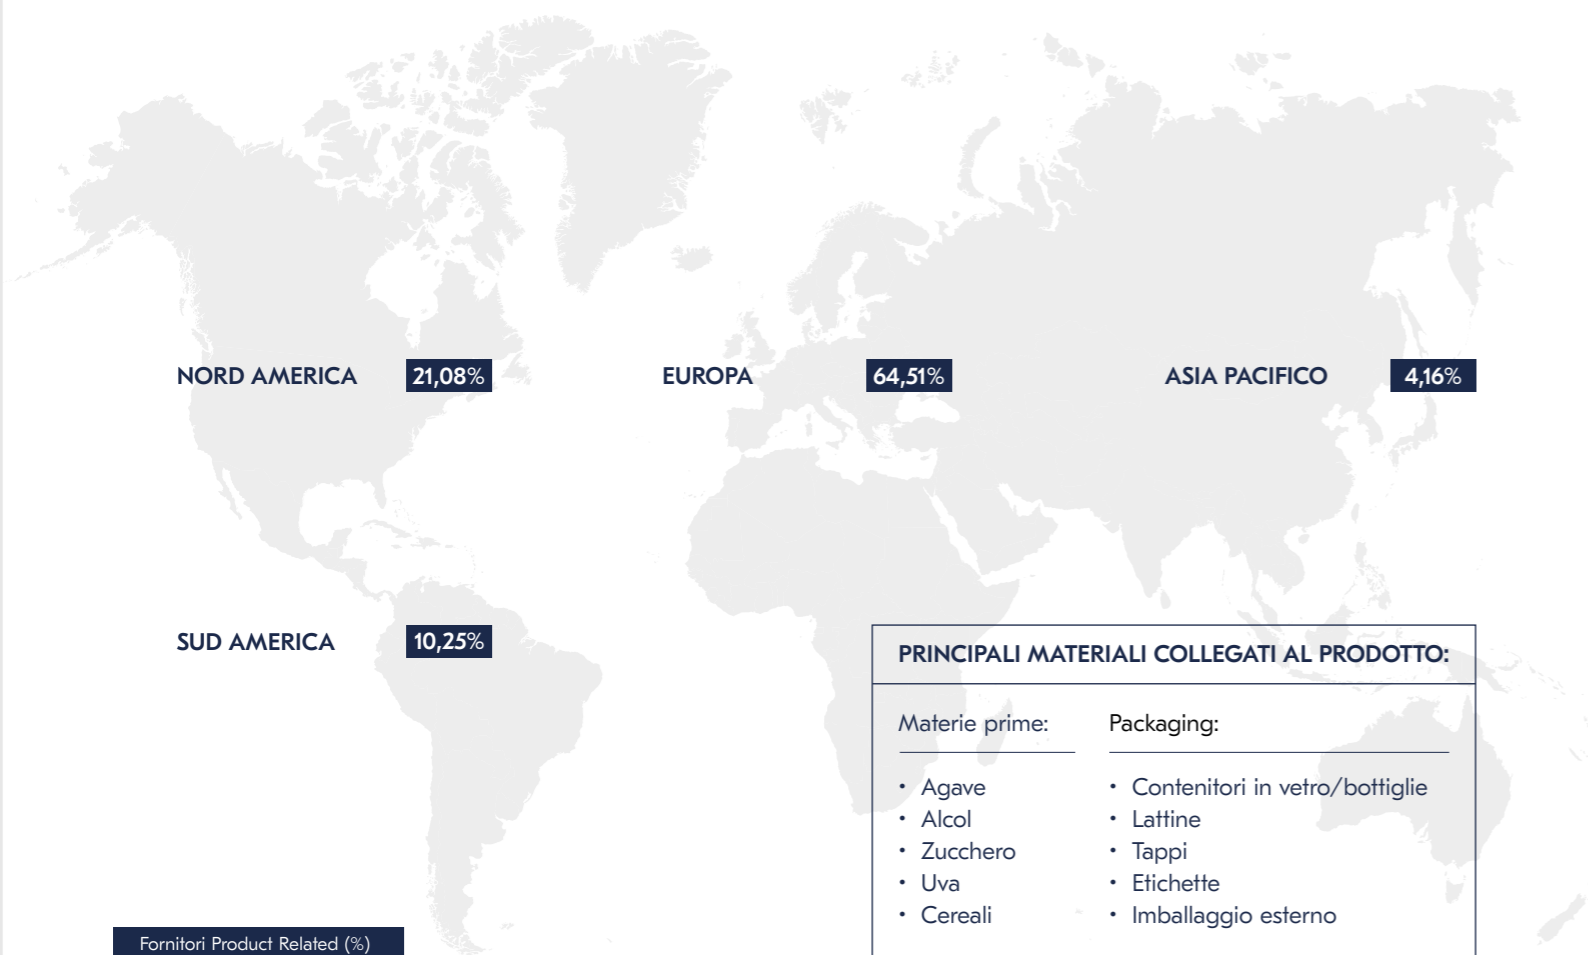 NORD AMERICA 21,08%
EUROPA 64,51%
ASIA PACIFICO 4,16%
SUD AMERICA 10,25%
PRINCIPALI MATERIALI COLLEGATI AL PRODOTTO:
Materie prime:
• Agave
• Alcol
• Zucchero
• Uva
• Cereali
Packaging:
• Contenitori in vetro/bottiglie
• Lattine
• Tappi
• Etichette
• Imballaggio esterno
Fornitori Product Related (%)